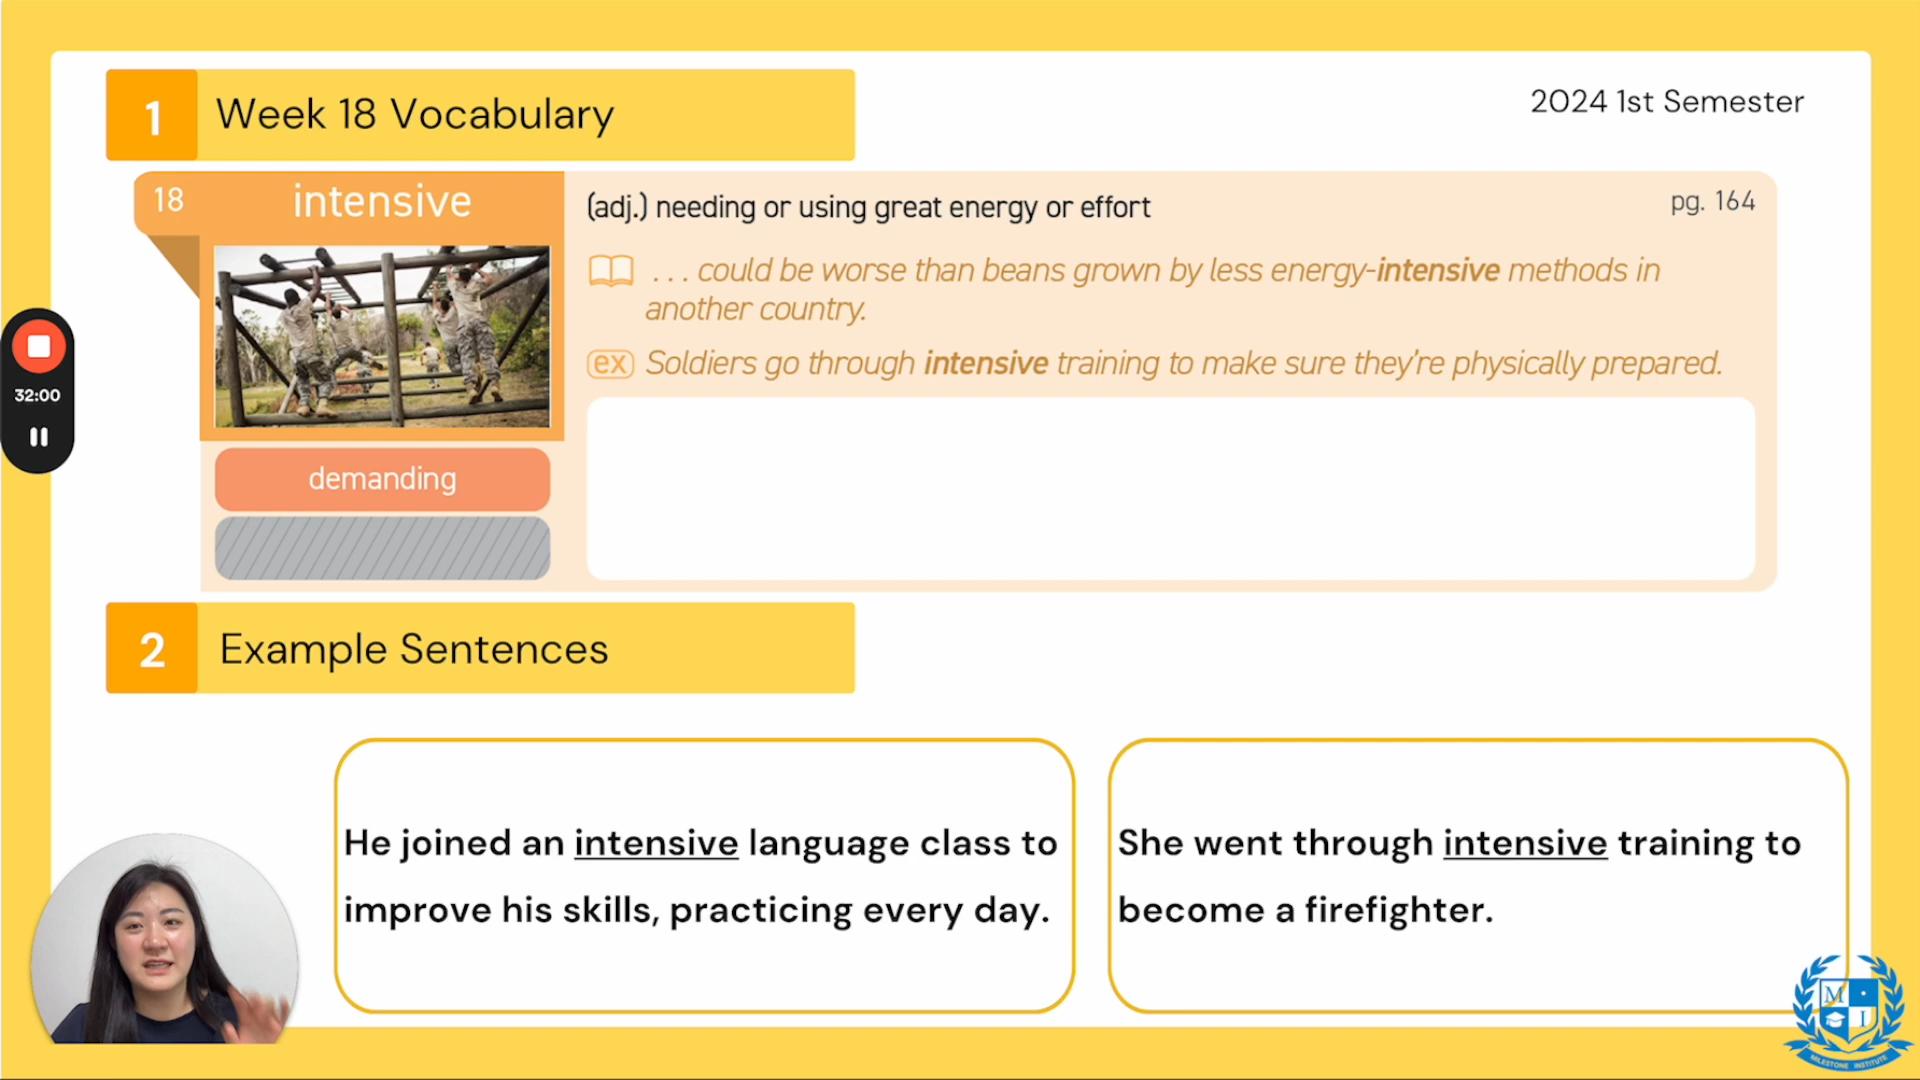 1 Week 18 Vocabulary
2024 1st Semester
18 intensive
(adj.) needing or using great energy or effort
pg. 164
. . . could be worse than beans grown by less energy-intensive methods in
another country.
ex Soldiers go through intensive training to make sure they're physically prepared.
32:00
demanding
2 Example Sentences
He joined an intensive language class to
improve his skills, practicing every day.
She went through intensive training to
become a firefighter.
M
I
MILESTONE INSTITUTE